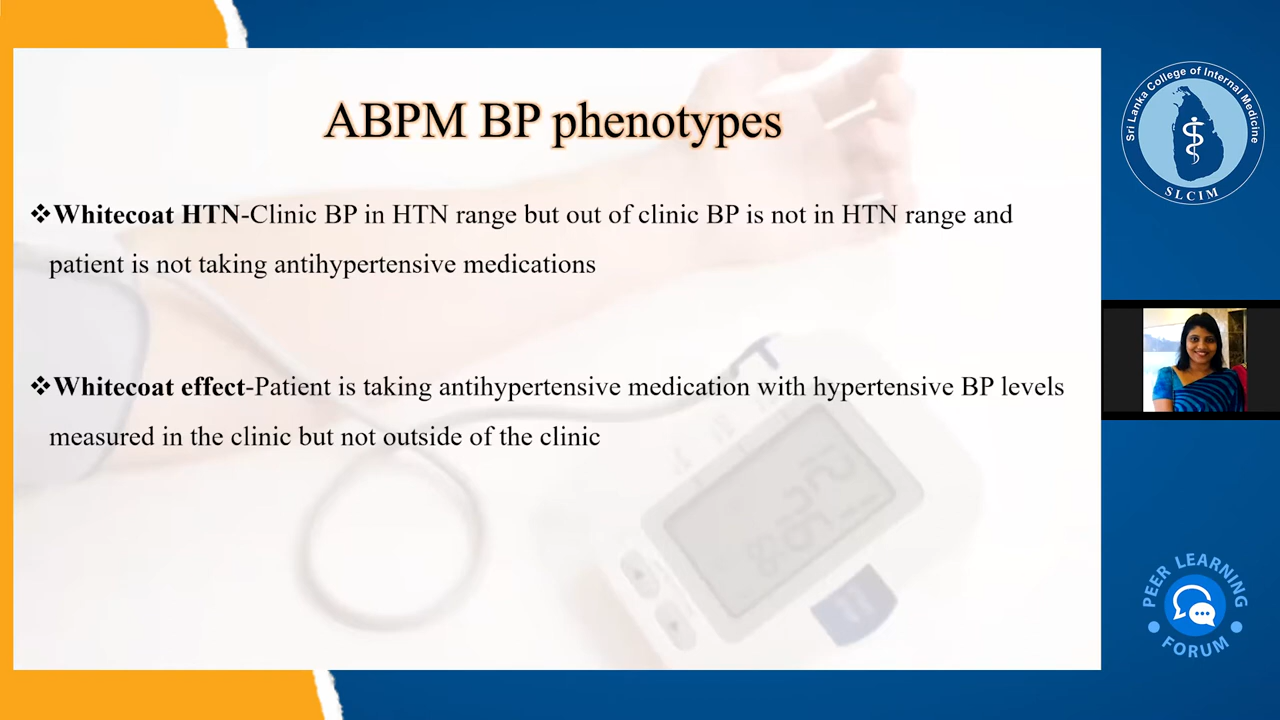 ABPM BP phenotypes
❖Whitecoat HTN-Clinic BP in HTN range but out of clinic BP is not in HTN range and
patient is not taking antihypertensive medications
❖Whitecoat effect-Patient is taking antihypertensive medication with hypertensive BP levels
measured in the clinic but not outside of the clinic
Sri Lanka College of Internal Medicine
SLCIM
PEER LEARNING
FORUM